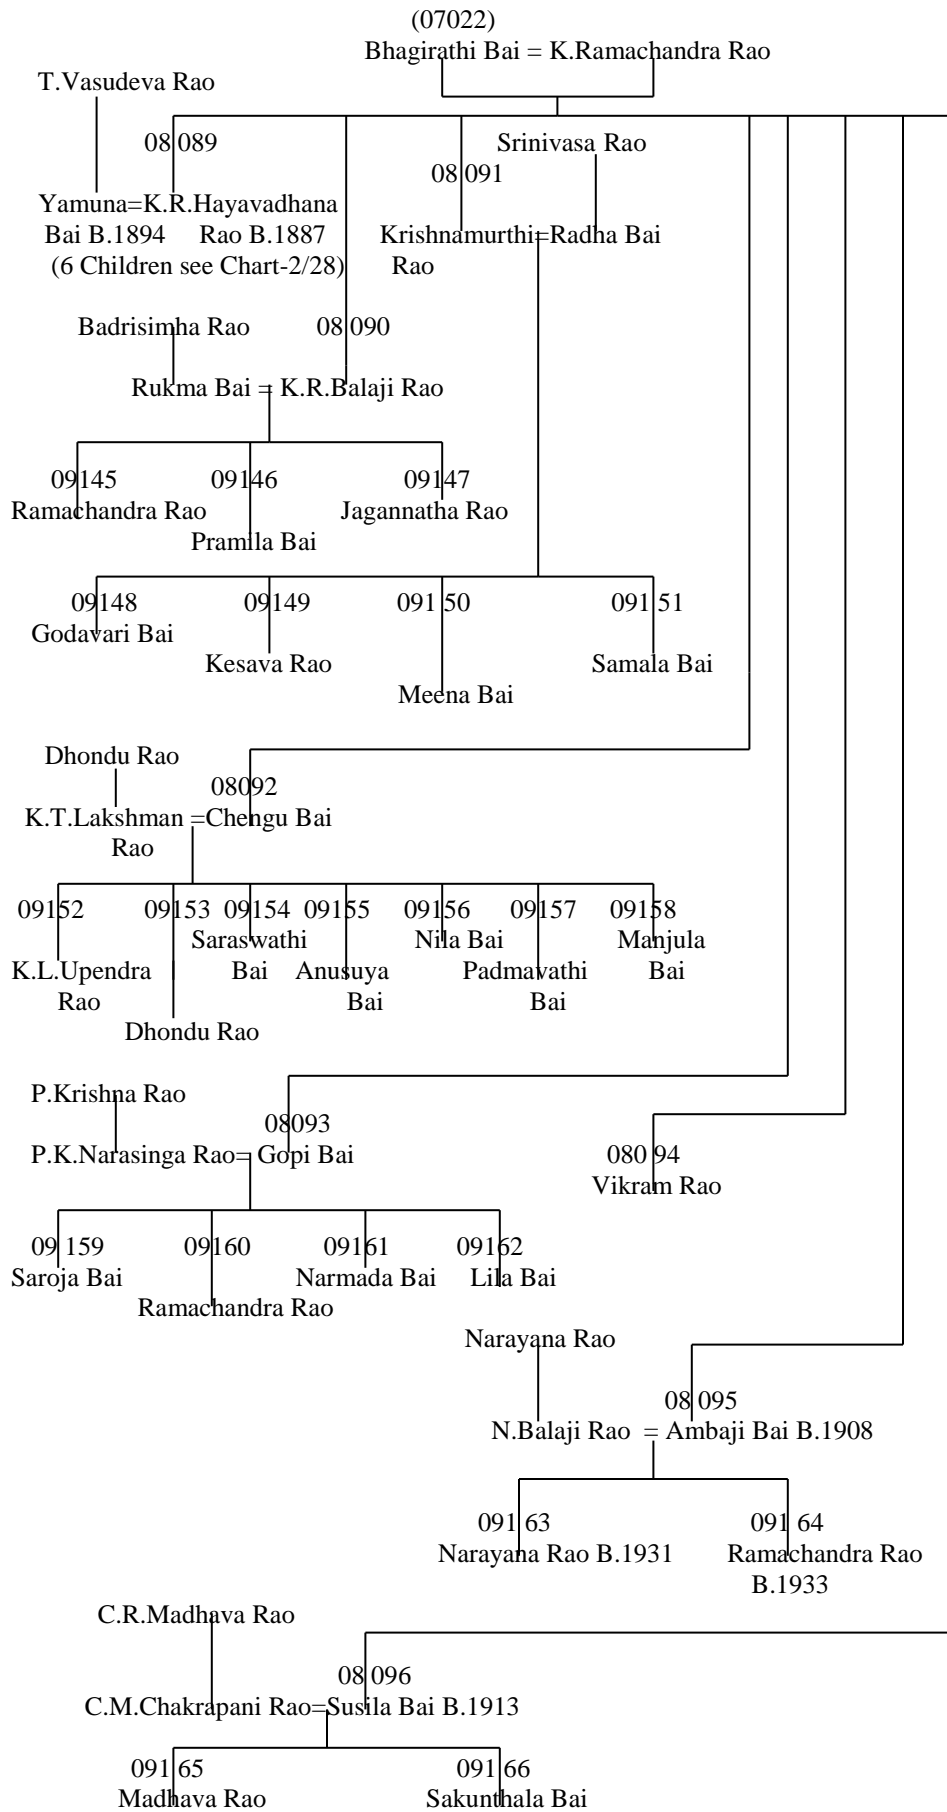 (07022)
Bhagirathi Bai = K.Ramachandra Rao
T.Vasudeva Rao
08 089
Srinivasa Rao
08 091
Yamuna=K.R.Hayavadhana
Bai B.1894 Rao B.1887
(6 Children see Chart-2/28)
Krishnamurthi=Radha Bai
Rao
Badrisimha Rao
08 090
Rukma Bai = K.R.Balaji Rao
09145 09146 09147
Ramachandra Rao Jagannatha Rao
Pramila Bai
09148 09149 09150 09151
Godavari Bai
Kesava Rao Samala Bai
Meena Bai
Dhondu Rao
08092
K.T.Lakshman =Chengu Bai
Rao
09152 09153 09154 09155 09156 09157 09158
Saraswathi Nila Bai Manjula
K.L.Upendra Bai Anusuya Padmavathi Bai
Rao Bai Bai
Dhondu Rao
P.Krishna Rao
08093
P.K.Narasinga Rao= Gopi Bai
080 94
Vikram Rao
09 159 09160 09161 09162
Saroja Bai Narmada Bai Lila Bai
Ramachandra Rao
Narayana Rao
08 095
N.Balaji Rao = Ambaji Bai B.1908
091 63 091 64
Narayana Rao B.1931 Ramachandra Rao
B.1933
C.R.Madhava Rao
08 096
C.M.Chakrapani Rao=Susila Bai B.1913
091 65 091 66
Madhava Rao Sakunthala Bai